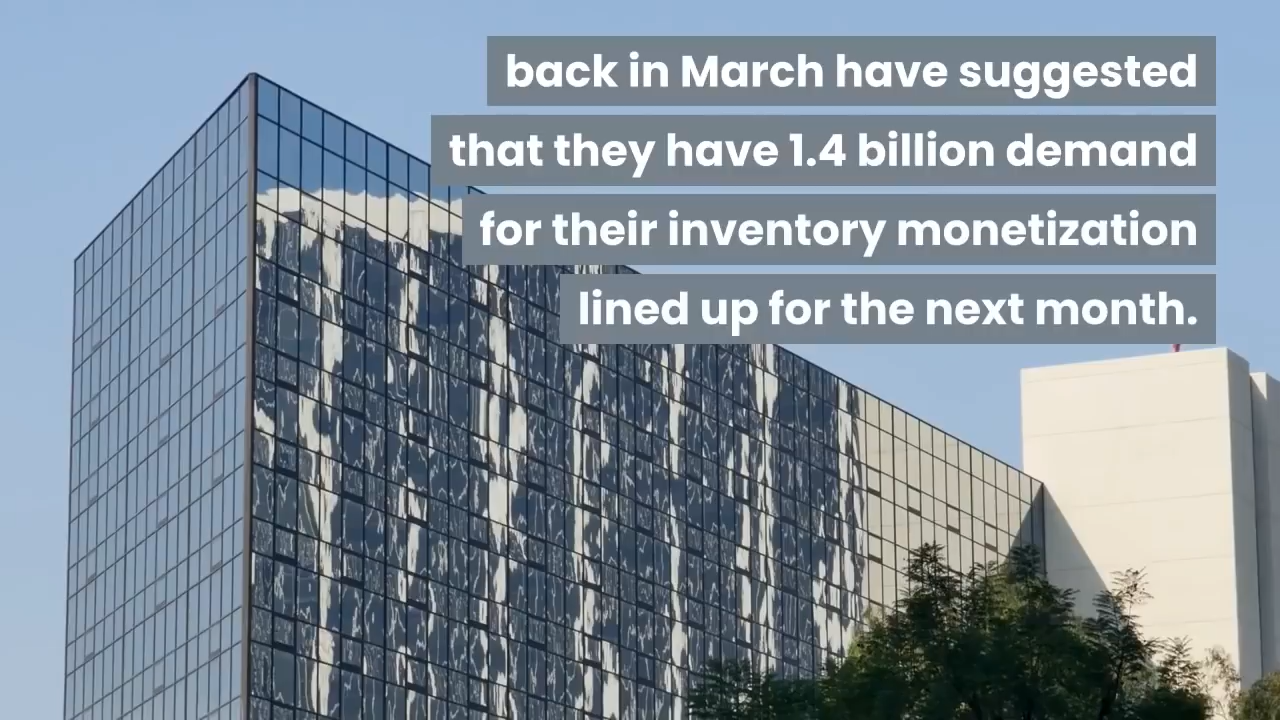 back in March have suggested
that they have 1.4 billion demand
for their inventory monetization
lined up for the next month.